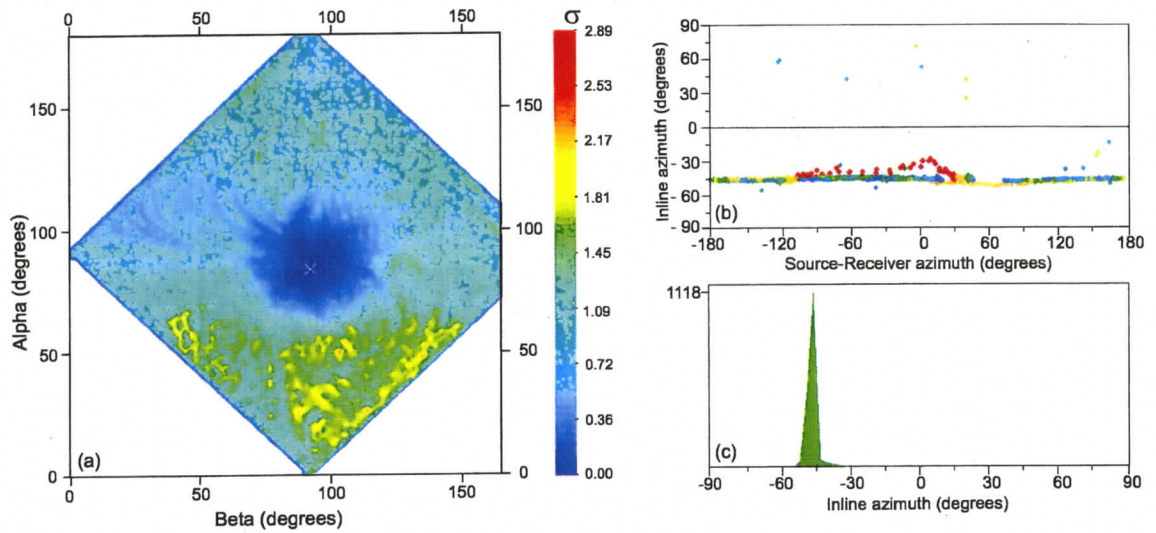 0 50 100 150
σ
150
100
50
0
Alpha (degrees)
(a)
150
100
50
0
0 50 100 150
Beta (degrees)
2.89
2.53
2.17
1.81
1.45
1.09
0.72
0.36
0.00
90
60
30
0
-30
-60
-90
Inline azimuth (degrees)
(b)
-180 -120 -60 0 60 120 180
Source-Receiver azimuth (degrees)
1118
(c)
-90 -60 -30 0 30 60 90
Inline azimuth (degrees)